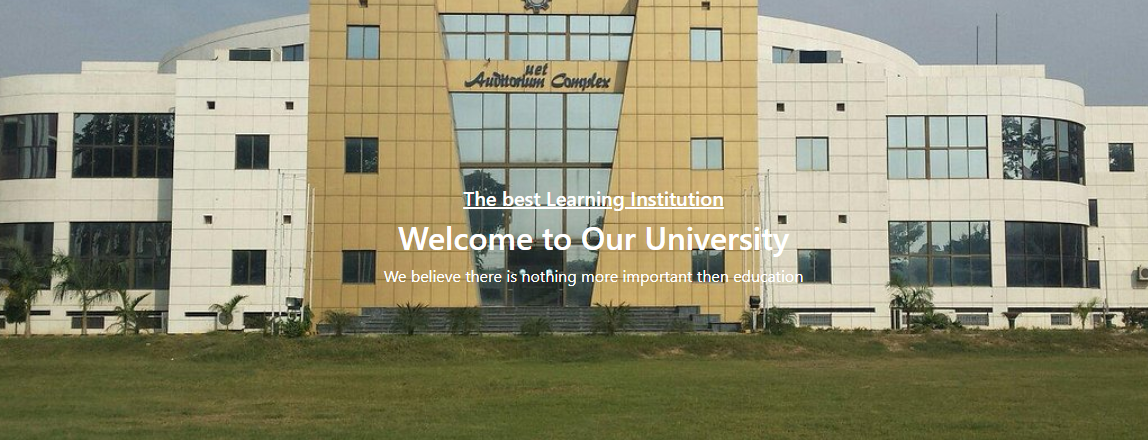 uet
Auditorium Complex
The best Learning Institution
Welcome to Our University
We believe there is nothing more important then education